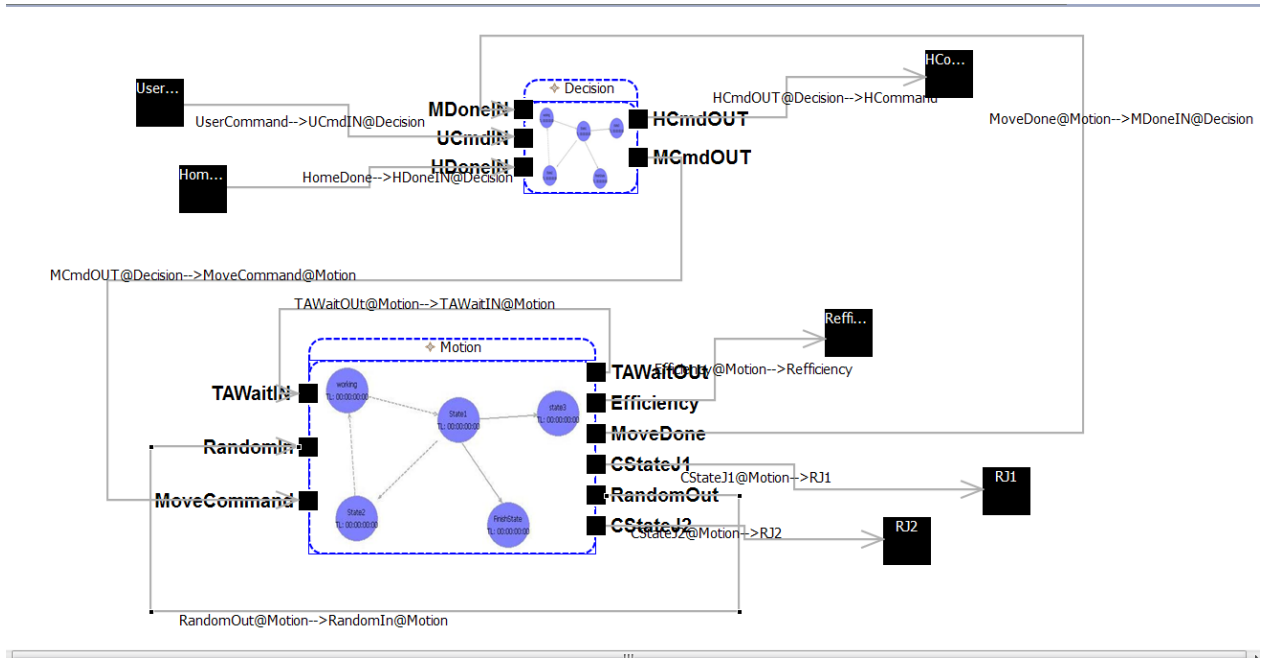 User...
UserCommand-->UCmdIN@Decision
Hom...
HomeDone-->HDoneIN@Decision
Decision
MDoneIN
UCmdIN
HDoneIN
HCmdOUT
MCmdOUT
HCo...
HCmdOUT@Decision-->HCommand
MoveDone@Motion-->MDoneIN@Decision
MCmdOUT@Decision-->MoveCommand@Motion
TAWaitOUt@Motion-->TAWaitIN@Motion
Motion
TAWaitIN
RandomIn
MoveCommand
working
TL: 00:00:00:00
State1
TL: 00:00:00:00
state3
TL: 00:00:00:00
State2
TL: 00:00:00:00
FinishState
TL: 00:00:00:00
TAWaitOUt
Efficiency
MoveDone
CStateJ1
RandomOut
CStateJ2
Reffi...
Efficiency@Motion-->Refficiency
CStateJ1@Motion-->RJ1
RJ1
CStateJ2@Motion-->RJ2
RJ2
RandomOut@Motion-->RandomIn@Motion